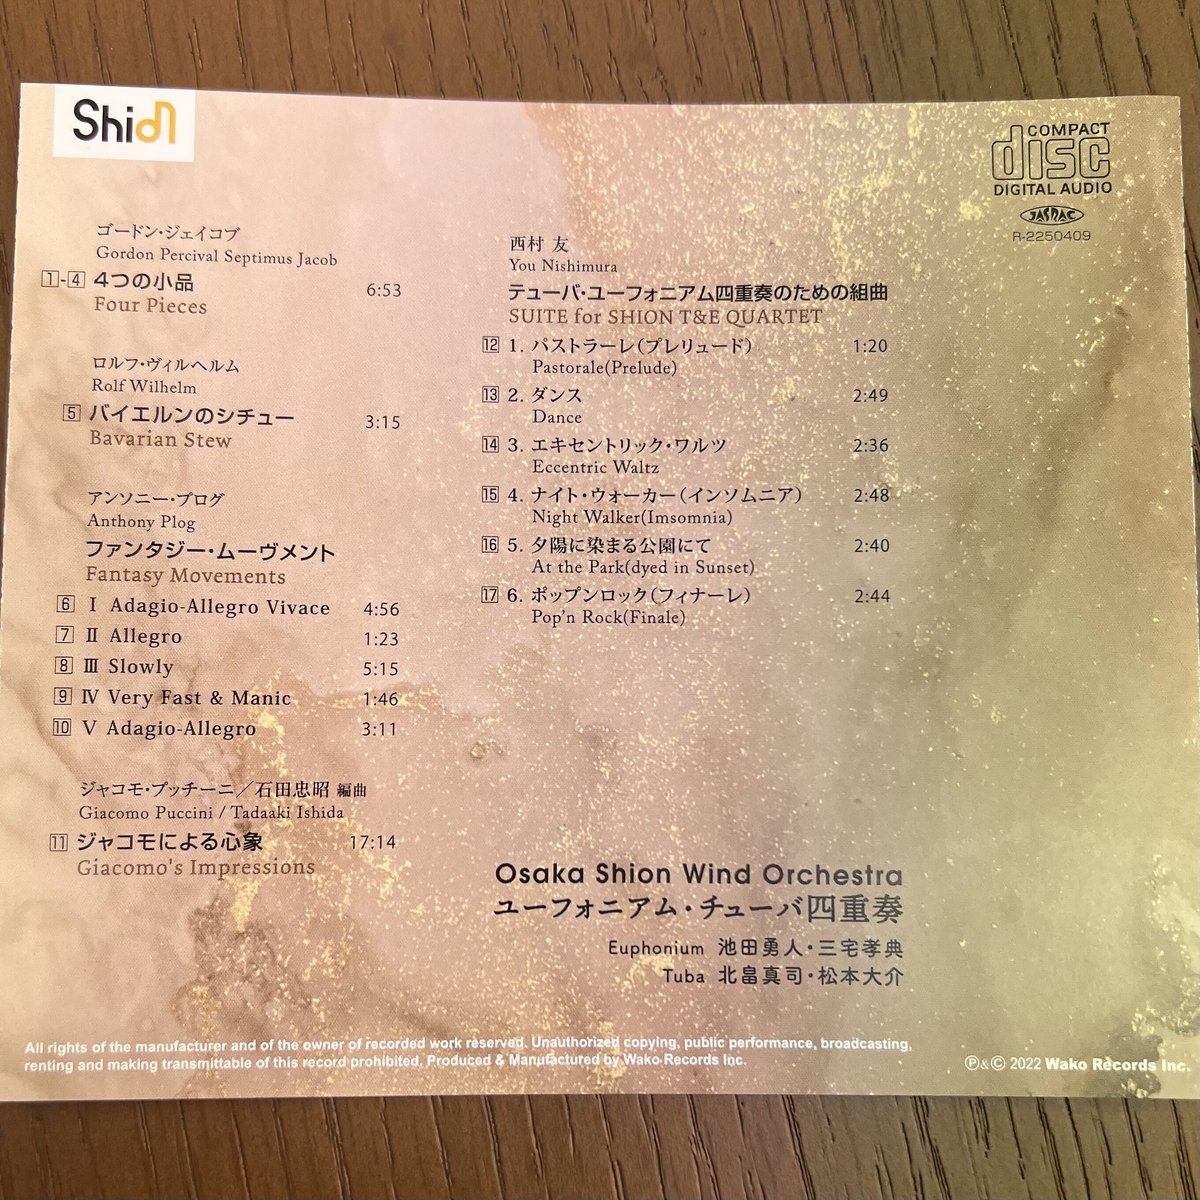 Shion
COMPACT
disc
DIGITAL AUDIO
JASRAC
R-2250409
ゴードン・ジェイコブ
Gordon Percival Septimus Jacob
1-4 4つの小品 6:53
Four Pieces
ロルフ・ヴィルヘルム
Rolf Wilhelm
5 バイエルンのシチュー 3:15
Bavarian Stew
アンソニー・プログ
Anthony Plog
ファンタジー・ムーヴメント
Fantasy Movements
6 Ⅰ Adagio-Allegro Vivace 4:56
7 Ⅱ Allegro 1:23
8 Ⅲ Slowly 5:15
9 Ⅳ Very Fast & Manic 1:46
10 Ⅴ Adagio-Allegro 3:11
ジャコモ・プッチーニ／石田忠昭 編曲
Giacomo Puccini / Tadaaki Ishida
11 ジャコモによる心象 17:14
Giacomo's Impressions
西村 友
You Nishimura
テューバ・ユーフォニアム四重奏のための組曲
SUITE for SHION T&E QUARTET
12 1. パストラーレ（プレリュード） 1:20
Pastorale(Prelude)
13 2. ダンス 2:49
Dance
14 3. エキセントリック・ワルツ 2:36
Eccentric Waltz
15 4. ナイト・ウォーカー（インソムニア） 2:48
Night Walker(Imsomnia)
16 5. 夕陽に染まる公園にて 2:40
At the Park(dyed in Sunset)
17 6. ポップンロック（フィナーレ） 2:44
Pop'n Rock(Finale)
Osaka Shion Wind Orchestra
ユーフォニアム・チューバ四重奏
Euphonium 池田勇人・三宅孝典
Tuba 北畠真司・松本大介
All rights of the manufacturer and of the owner of recorded work reserved. Unauthorized copying, public performance, broadcasting,
renting and making transmittable of this record prohibited. Produced & Manufactured by Wako Records Inc.
Ⓟ&Ⓒ 2022 Wako Records Inc.